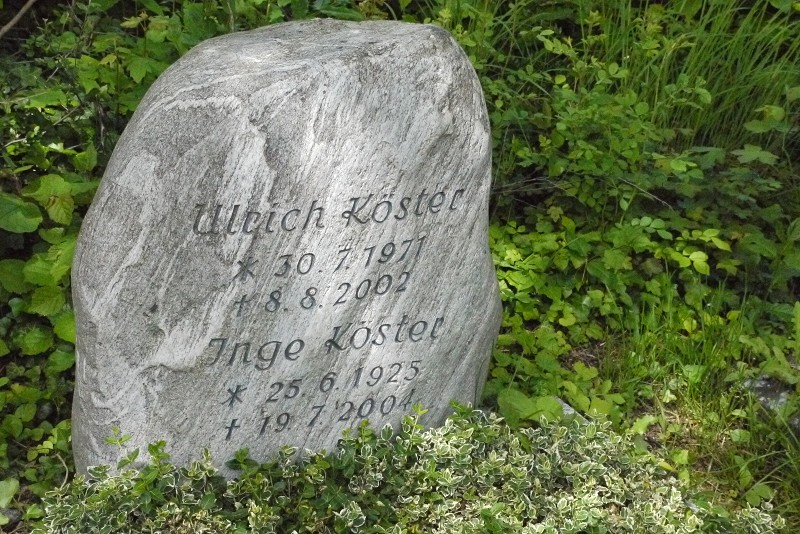 Ulrich Köster
* 30. 7. 1971
† 8. 8. 2002
Inge Köster
* 25. 6. 1925
† 19. 7. 2004